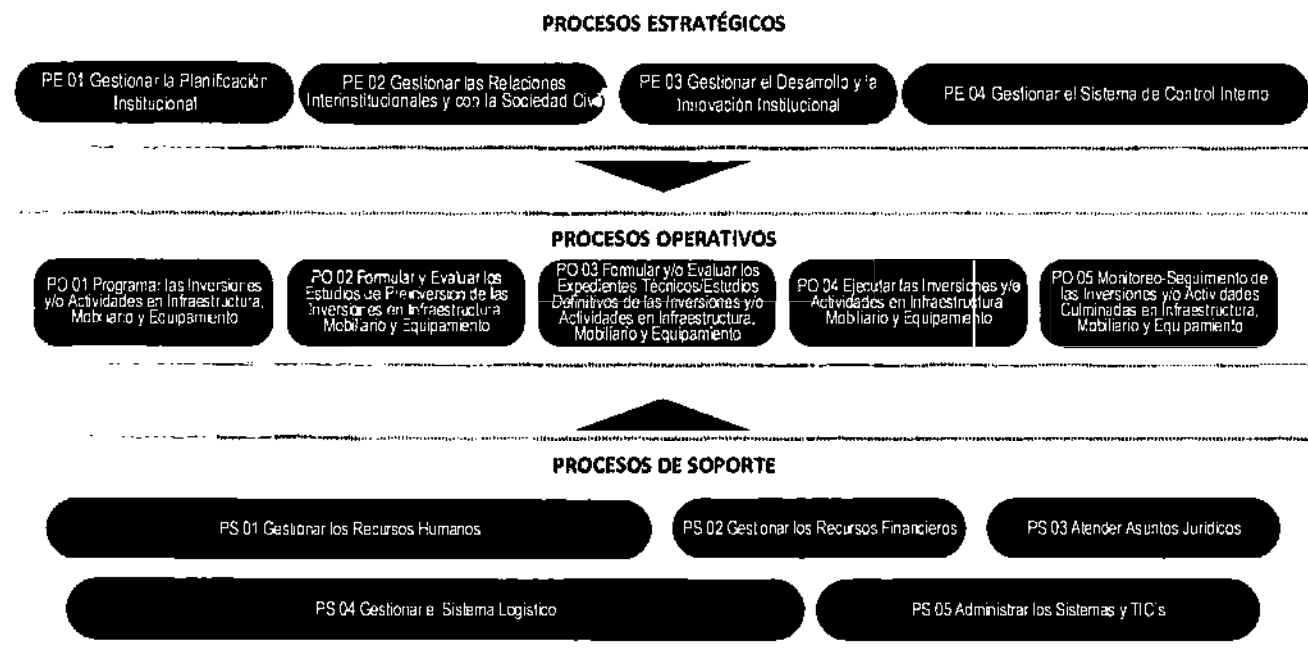 PROCESOS ESTRATÉGICOS
PE 01 Gestionar la Planificación
Institucional
PE 02 Gestionar las Relaciones
Interinstitucionales y con la Sociedad Civil
PE 03 Gestionar el Desarrollo y la
Innovación Institucional
PE 04 Gestionar el Sistema de Control Interno
PROCESOS OPERATIVOS
PO 01 Programar las Inversiones
y/o Actividades en Infraestructura,
Mobiliario y Equipamiento
PO 02 Formular y Evaluar los
Estudios de Preinversión de las
Inversiones en Infraestructura
Mobiliario y Equipamiento
PO 03 Formular y/o Evaluar los
Expedientes Técnicos/Estudios
Definitivos de las Inversiones y/o
Actividades en Infraestructura,
Mobiliario y Equipamiento
PO 04 Ejecutar las Inversiones y/o
Actividades en Infraestructura
Mobiliario y Equipamiento
PO 05 Monitoreo-Seguimiento de
las Inversiones y/o Actividades
Culminadas en Infraestructura,
Mobiliario y Equipamiento
PROCESOS DE SOPORTE
PS 01 Gestionar los Recursos Humanos
PS 02 Gestionar los Recursos Financieros
PS 03 Atender Asuntos Jurídicos
PS 04 Gestionar el Sistema Logístico
PS 05 Administrar los Sistemas y TIC's